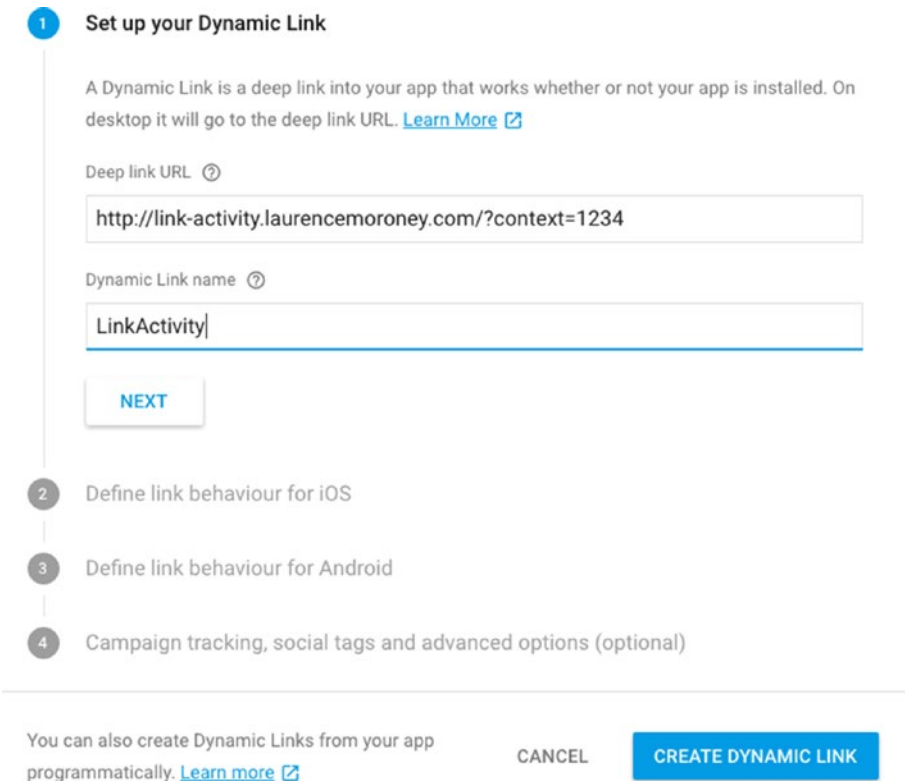 1 Set up your Dynamic Link
A Dynamic Link is a deep link into your app that works whether or not your app is installed. On
desktop it will go to the deep link URL. Learn More
Deep link URL ?
http://link-activity.laurencemoroney.com/?context=1234
Dynamic Link name ?
LinkActivity
NEXT
2 Define link behaviour for iOS
3 Define link behaviour for Android
4 Campaign tracking, social tags and advanced options (optional)
You can also create Dynamic Links from your app
programmatically. Learn more
CANCEL CREATE DYNAMIC LINK